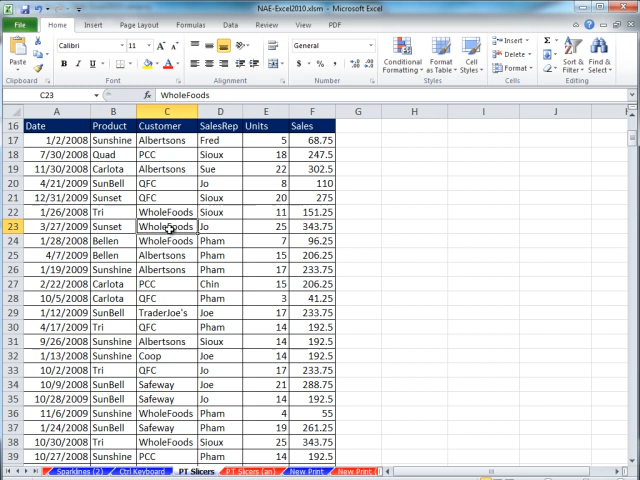 NAE-Excel2010.xlsm - Microsoft Excel
File Home Insert Page Layout Formulas Data Review View PDF
Calibri 11 General
Paste B I U $ % , Conditional Formatting Format as Table Cell Styles Insert Delete Format Sort & Filter Find & Select
Clipboard Font Alignment Number Styles Cells Editing
C23 fx WholeFoods
A B C D E F G H I J
16 Date Product Customer SalesRep Units Sales
17 1/2/2008 Sunshine Albertsons Fred 5 68.75
18 7/30/2008 Quad PCC Sioux 18 247.5
19 11/30/2008 Carlota Albertsons Sue 22 302.5
20 4/21/2009 SunBell QFC Jo 8 110
21 12/31/2009 Sunset QFC Sioux 20 275
22 1/26/2008 Tri WholeFoods Sioux 11 151.25
23 3/27/2009 Sunset WholeFoods Jo 25 343.75
24 1/28/2008 Bellen WholeFoods Pham 7 96.25
25 4/7/2009 Bellen Albertsons Pham 15 206.25
26 1/19/2009 Sunshine Albertsons Pham 17 233.75
27 2/22/2008 Carlota PCC Chin 15 206.25
28 10/5/2008 Carlota QFC Pham 3 41.25
29 1/12/2009 SunBell TraderJoe's Joe 17 233.75
30 4/17/2009 Tri QFC Pham 14 192.5
31 9/26/2008 Sunshine Albertsons Sioux 14 192.5
32 1/13/2008 Sunshine Coop Joe 14 192.5
33 10/2/2008 Tri QFC Joe 17 233.75
34 10/9/2008 SunBell Safeway Joe 21 288.75
35 10/28/2009 SunBell Safeway Jo 14 192.5
36 11/6/2009 Sunshine WholeFoods Pham 4 55
37 1/24/2008 SunBell Safeway Pham 19 261.25
38 10/30/2008 Tri WholeFoods Sioux 25 343.75
39 10/27/2008 Sunshine PCC Pham 14 192.5
Sparklines (2) Ctrl Keyboard PT Slicers PT Slicers (an) New Print New Print (